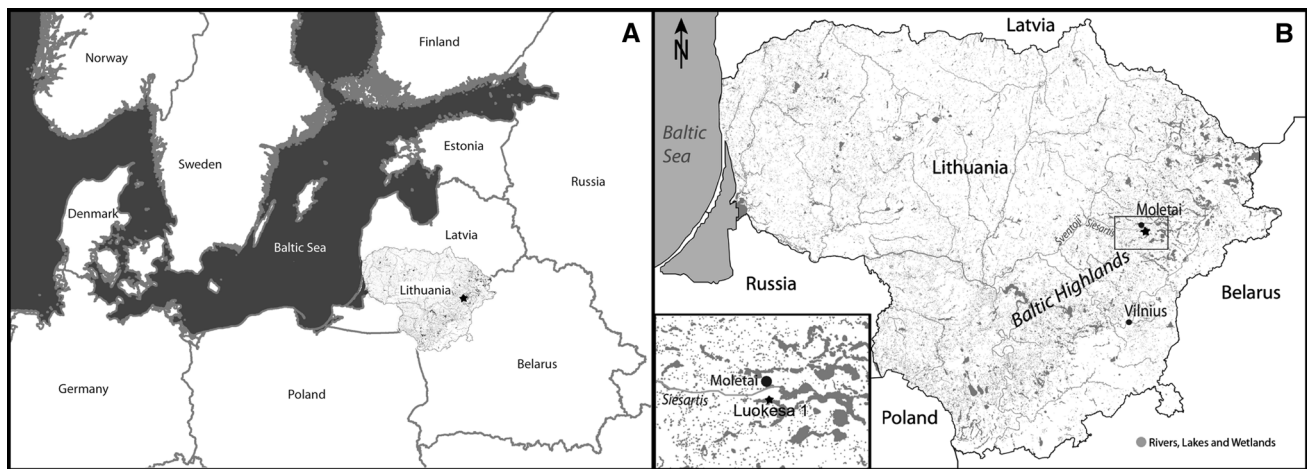 A
Norway
Finland
Sweden
Estonia
Russia
Denmark
Latvia
Baltic Sea
Lithuania
Belarus
Germany
Poland
B
N
Latvia
Baltic
Sea
Lithuania
Moletai
Sventoji
Siesartis
Baltic Highlands
Russia
Belarus
Vilnius
Moletai
Siesartis
Luokesa 1
Poland
Rivers, Lakes and Wetlands